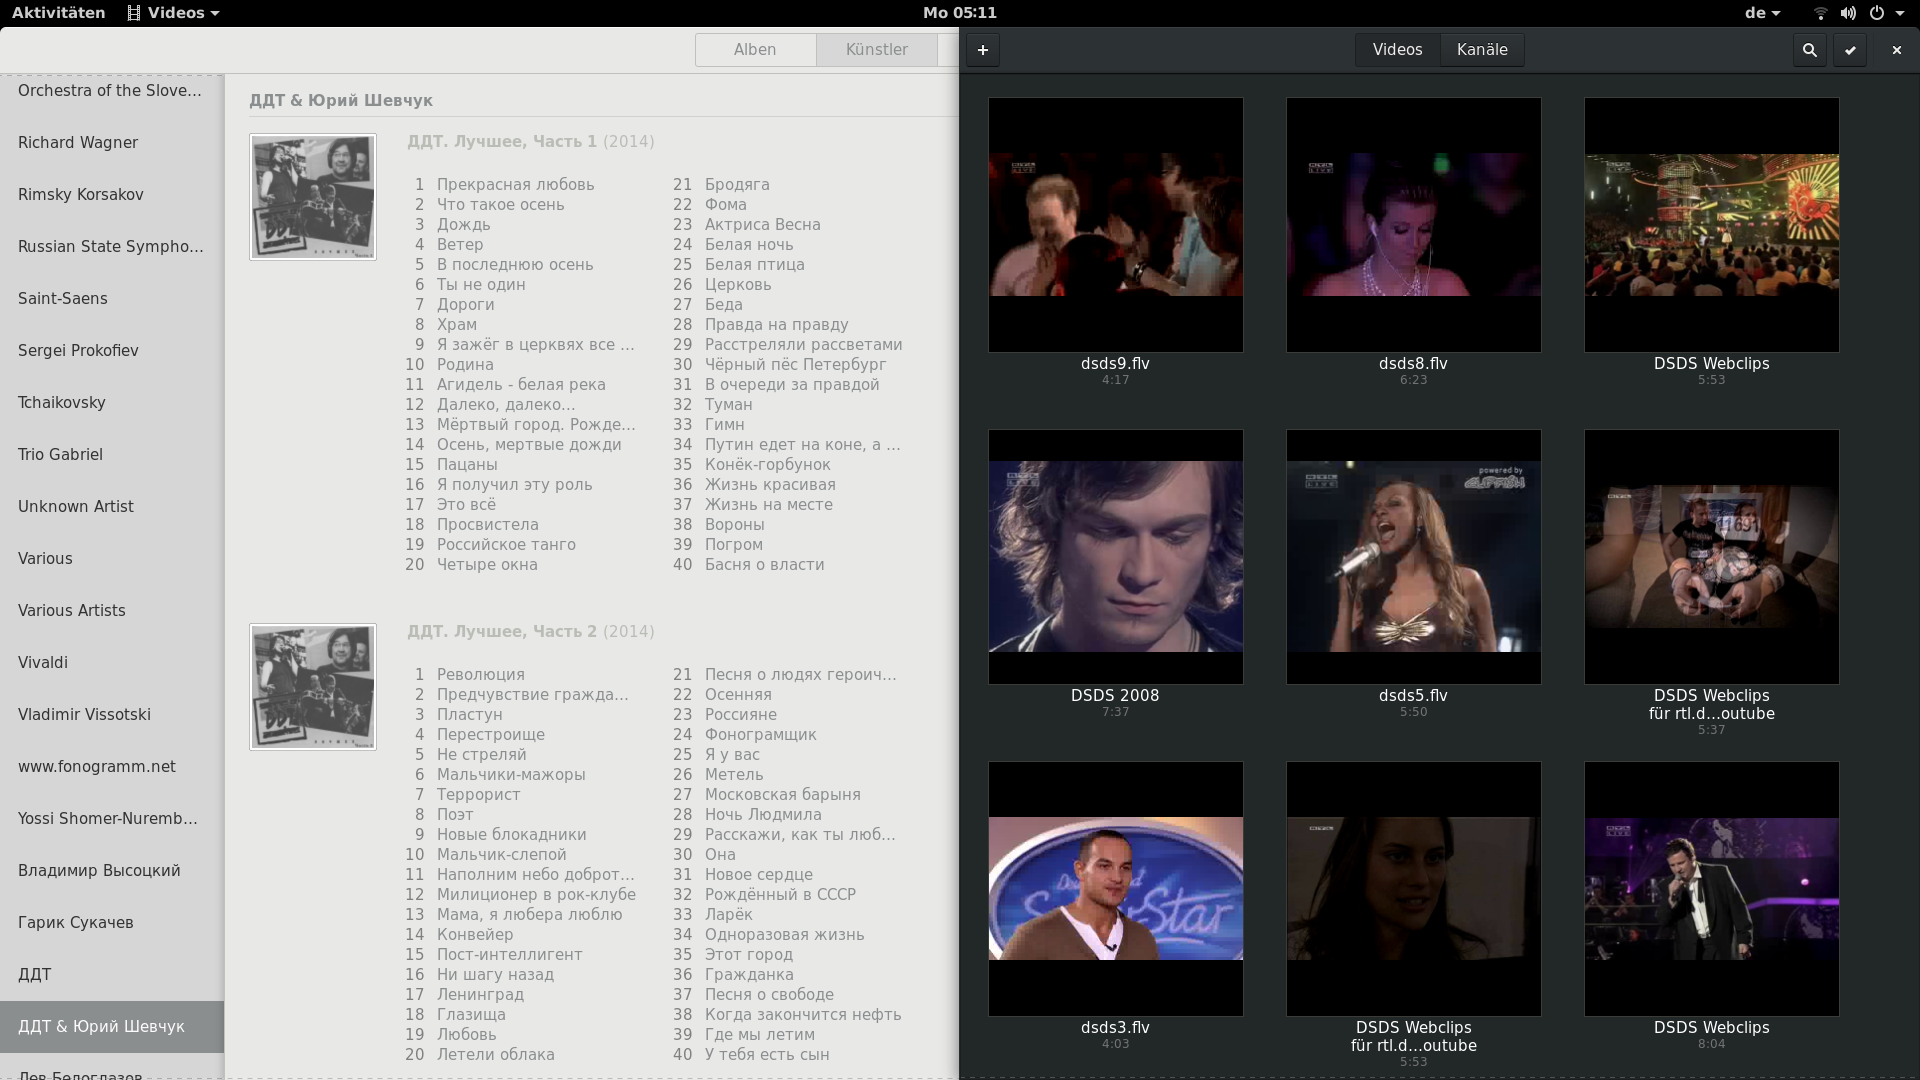 Aktivitäten Videos Mo 05:11 de
Alben Künstler
Videos Kanäle
Orchestra of the Slove...
Richard Wagner
Rimsky Korsakov
Russian State Sympho...
Saint-Saens
Sergei Prokofiev
Tchaikovsky
Trio Gabriel
Unknown Artist
Various
Various Artists
Vivaldi
Vladimir Vissotski
www.fonogramm.net
Yossi Shomer-Nuremb...
Владимир Высоцкий
Гарик Сукачев
ДДТ
ДДТ & Юрий Шевчук
Лев Белоглазов
ДДТ & Юрий Шевчук
ДДТ. Лучшее, Часть 1 (2014)
1 Прекрасная любовь
2 Что такое осень
3 Дождь
4 Ветер
5 В последнюю осень
6 Ты не один
7 Дороги
8 Храм
9 Я зажёг в церквях все ...
10 Родина
11 Агидель - белая река
12 Далеко, далеко...
13 Мёртвый город. Рожде...
14 Осень, мертвые дожди
15 Пацаны
16 Я получил эту роль
17 Это всё
18 Просвистела
19 Российское танго
20 Четыре окна
21 Бродяга
22 Фома
23 Актриса Весна
24 Белая ночь
25 Белая птица
26 Церковь
27 Беда
28 Правда на правду
29 Расстреляли рассветами
30 Чёрный пёс Петербург
31 В очереди за правдой
32 Туман
33 Гимн
34 Путин едет на коне, а ...
35 Конёк-горбунок
36 Жизнь красивая
37 Жизнь на месте
38 Вороны
39 Погром
40 Басня о власти
ДДТ. Лучшее, Часть 2 (2014)
1 Революция
2 Предчувствие гражда...
3 Пластун
4 Перестроище
5 Не стреляй
6 Мальчики-мажоры
7 Террорист
8 Поэт
9 Новые блокадники
10 Мальчик-слепой
11 Наполним небо доброт...
12 Милиционер в рок-клубе
13 Мама, я любера люблю
14 Конвейер
15 Пост-интеллигент
16 Ни шагу назад
17 Ленинград
18 Глазища
19 Любовь
20 Летели облака
21 Песня о людях героич...
22 Осенняя
23 Россияне
24 Фонограмщик
25 Я у вас
26 Метель
27 Московская барыня
28 Ночь Людмила
29 Расскажи, как ты люб...
30 Она
31 Новое сердце
32 Рождённый в СССР
33 Ларёк
34 Одноразовая жизнь
35 Этот город
36 Гражданка
37 Песня о свободе
38 Когда закончится нефть
39 Где мы летим
40 У тебя есть сын
RTL
LIVE
dsds9.flv
4:17
RTL
LIVE
dsds8.flv
6:23
DSDS Webclips
5:53
RTL
LIVE
DSDS 2008
7:37
RTL
LIVE
powered by
CLIPFISH
dsds5.flv
5:50
DSDS Webclips
für rtl.d...outube
5:37
dsds3.flv
4:03
DSDS Webclips
für rtl.d...outube
5:53
RTL
LIVE
DSDS Webclips
8:04